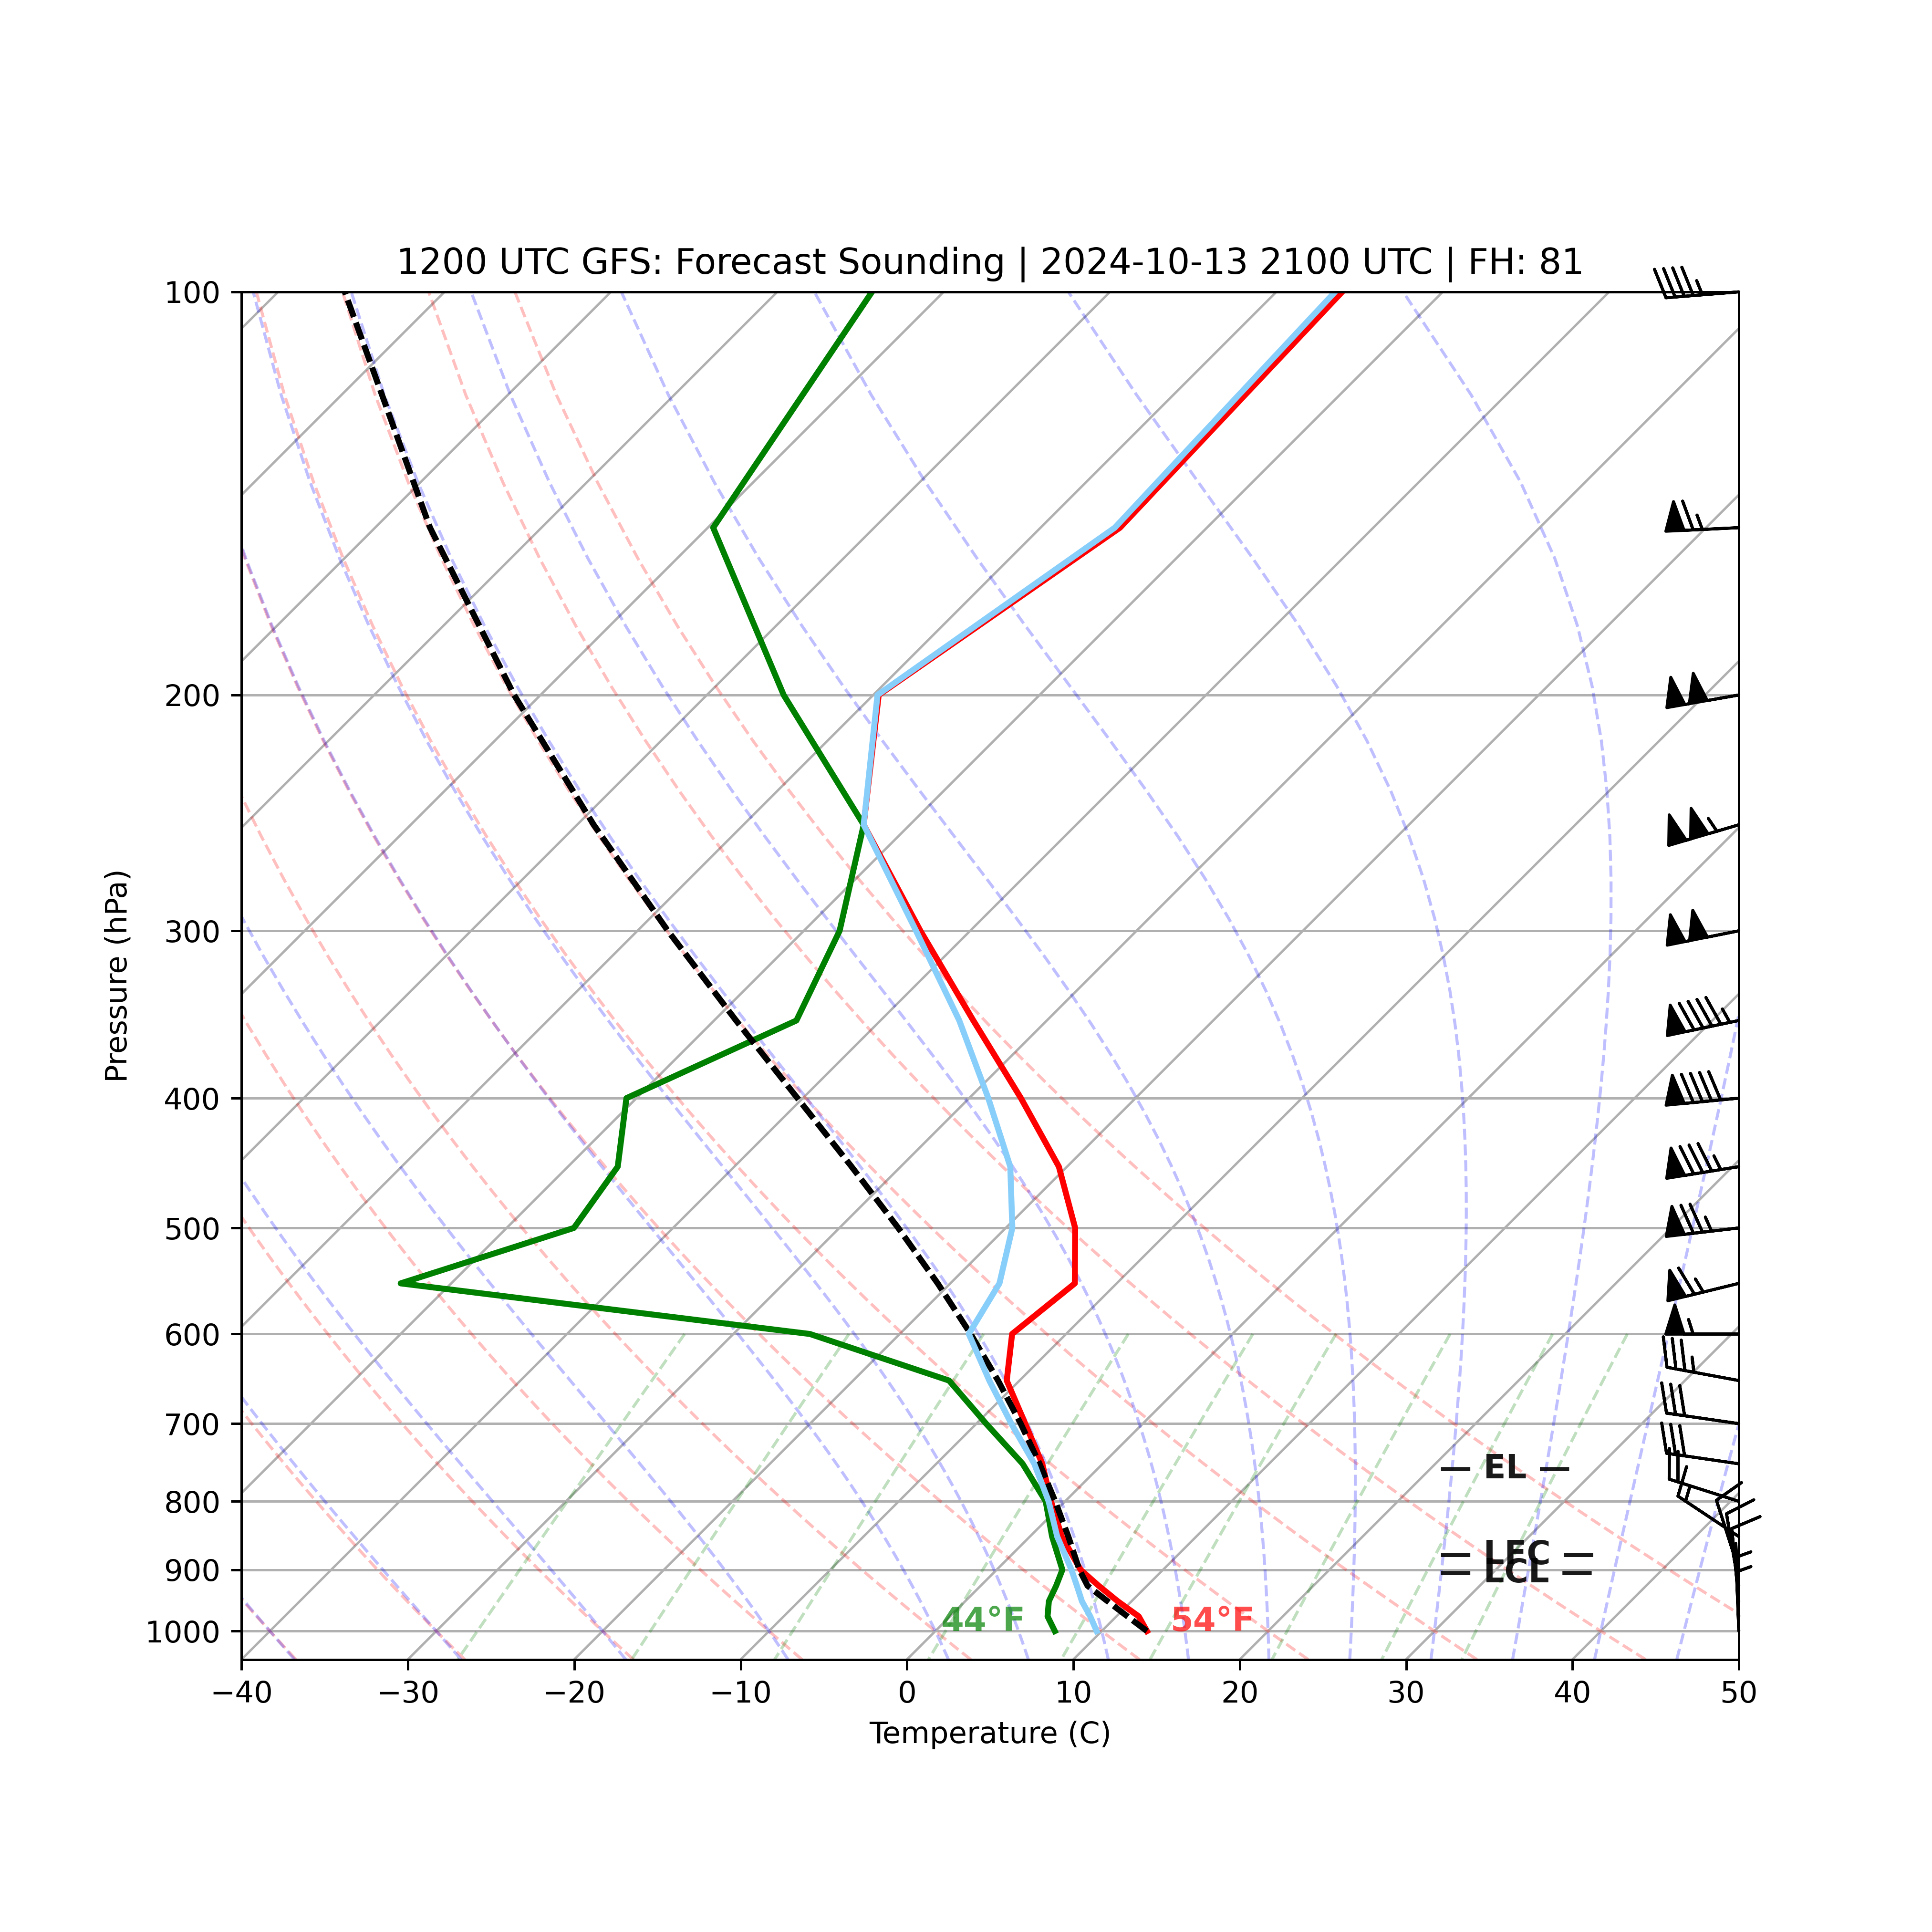 1200 UTC GFS: Forecast Sounding | 2024-10-13 2100 UTC | FH: 81
100
200
300
400
500
600
700
800
900
1000
Pressure (hPa)
— EL —
— LFC —
— LCL —
44°F
54°F
−40
−30
−20
−10
0
10
20
30
40
50
Temperature (C)